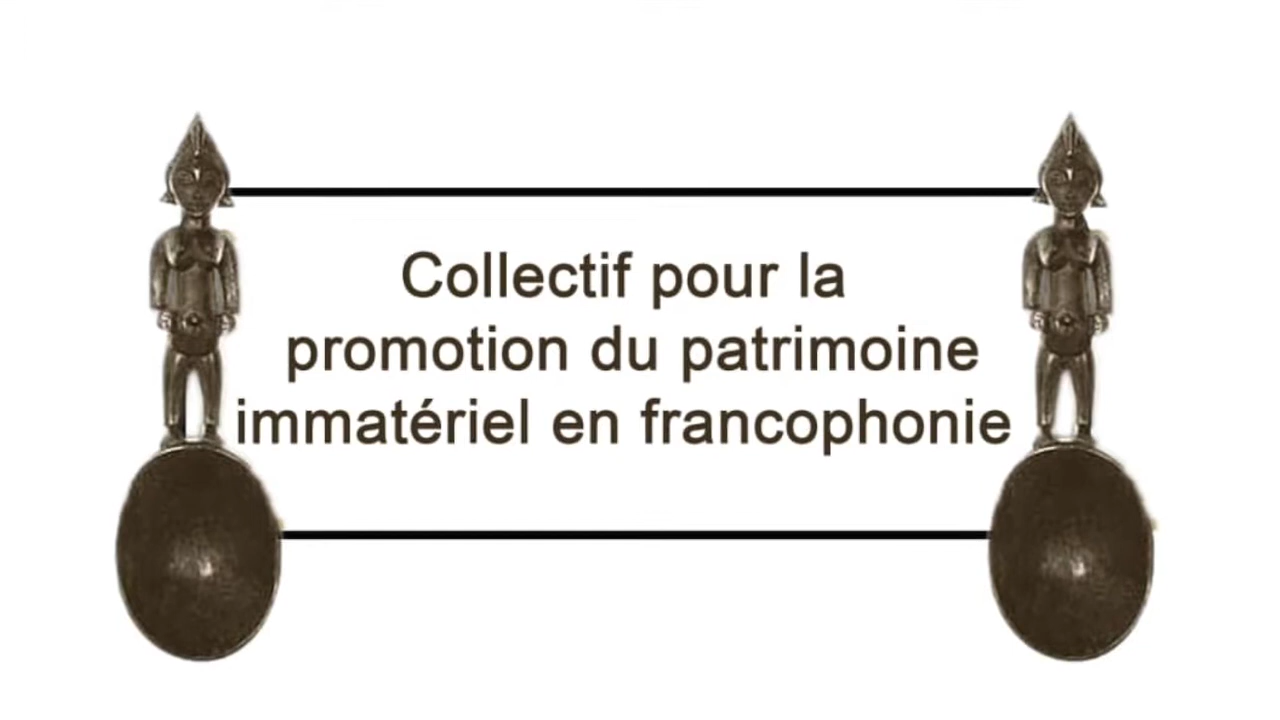 Collectif pour la
promotion du patrimoine
immatériel en francophonie